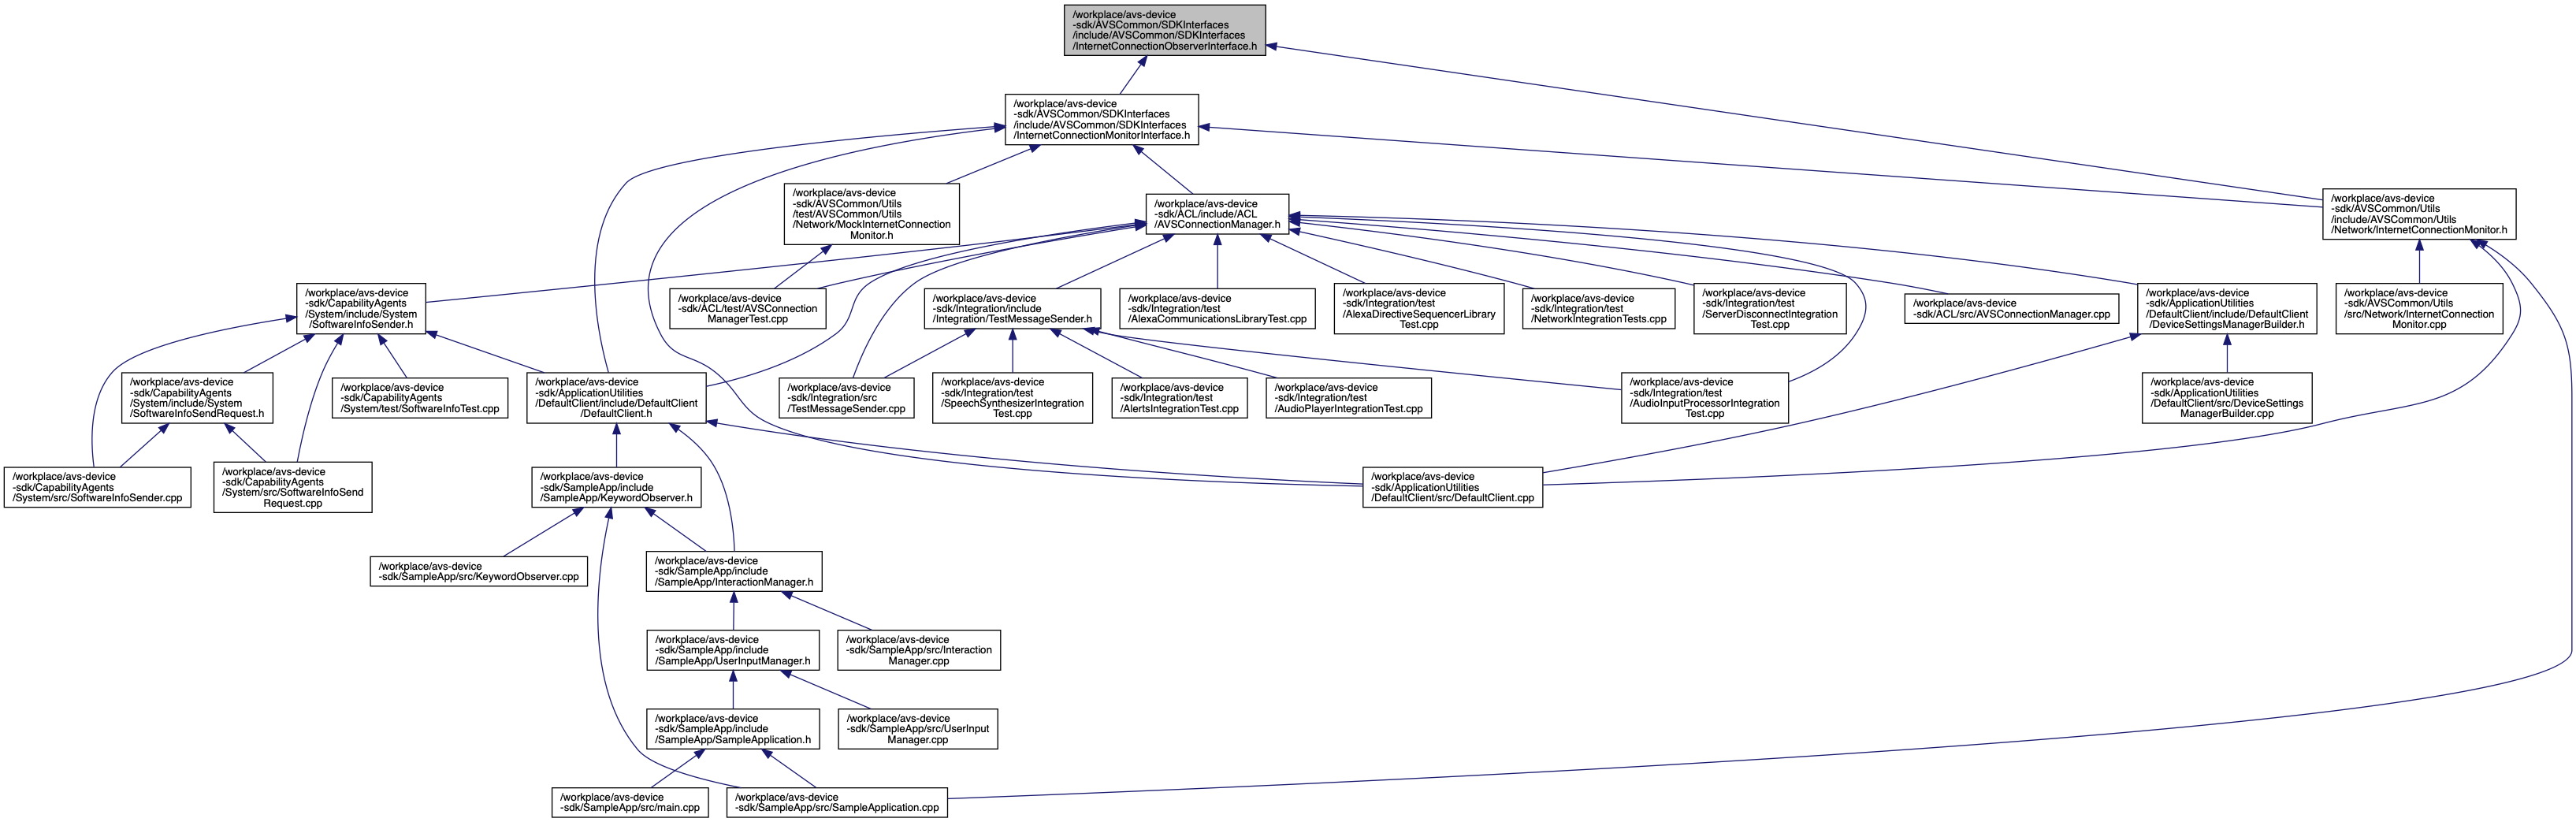 /workplace/avs-device
-sdk/AVSCommon/SDKInterfaces
/include/AVSCommon/SDKInterfaces
/InternetConnectionObserverInterface.h
/workplace/avs-device
-sdk/AVSCommon/SDKInterfaces
/include/AVSCommon/SDKInterfaces
/InternetConnectionMonitorInterface.h
/workplace/avs-device
-sdk/AVSCommon/Utils
/test/AVSCommon/Utils
/Network/MockInternetConnection
Monitor.h
/workplace/avs-device
-sdk/ACL/include/ACL
/AVSConnectionManager.h
/workplace/avs-device
-sdk/AVSCommon/Utils
/include/AVSCommon/Utils
/Network/InternetConnectionMonitor.h
/workplace/avs-device
-sdk/CapabilityAgents
/System/include/System
/SoftwareInfoSender.h
/workplace/avs-device
-sdk/ACL/test/AVSConnection
ManagerTest.cpp
/workplace/avs-device
-sdk/Integration/include
/Integration/TestMessageSender.h
/workplace/avs-device
-sdk/Integration/test
/AlexaCommunicationsLibraryTest.cpp
/workplace/avs-device
-sdk/Integration/test
/AlexaDirectiveSequencerLibrary
Test.cpp
/workplace/avs-device
-sdk/Integration/test
/NetworkIntegrationTests.cpp
/workplace/avs-device
-sdk/Integration/test
/ServerDisconnectIntegration
Test.cpp
/workplace/avs-device
-sdk/ACL/src/AVSConnectionManager.cpp
/workplace/avs-device
-sdk/ApplicationUtilities
/DefaultClient/include/DefaultClient
/DeviceSettingsManagerBuilder.h
/workplace/avs-device
-sdk/AVSCommon/Utils
/src/Network/InternetConnection
Monitor.cpp
/workplace/avs-device
-sdk/CapabilityAgents
/System/include/System
/SoftwareInfoSendRequest.h
/workplace/avs-device
-sdk/CapabilityAgents
/System/test/SoftwareInfoTest.cpp
/workplace/avs-device
-sdk/ApplicationUtilities
/DefaultClient/include/DefaultClient
/DefaultClient.h
/workplace/avs-device
-sdk/Integration/src
/TestMessageSender.cpp
/workplace/avs-device
-sdk/Integration/test
/SpeechSynthesizerIntegration
Test.cpp
/workplace/avs-device
-sdk/Integration/test
/AlertsIntegrationTest.cpp
/workplace/avs-device
-sdk/Integration/test
/AudioPlayerIntegrationTest.cpp
/workplace/avs-device
-sdk/Integration/test
/AudioInputProcessorIntegration
Test.cpp
/workplace/avs-device
-sdk/ApplicationUtilities
/DefaultClient/src/DeviceSettings
ManagerBuilder.cpp
/workplace/avs-device
-sdk/CapabilityAgents
/System/src/SoftwareInfoSender.cpp
/workplace/avs-device
-sdk/CapabilityAgents
/System/src/SoftwareInfoSend
Request.cpp
/workplace/avs-device
-sdk/SampleApp/include
/SampleApp/KeywordObserver.h
/workplace/avs-device
-sdk/ApplicationUtilities
/DefaultClient/src/DefaultClient.cpp
/workplace/avs-device
-sdk/SampleApp/src/KeywordObserver.cpp
/workplace/avs-device
-sdk/SampleApp/include
/SampleApp/InteractionManager.h
/workplace/avs-device
-sdk/SampleApp/include
/SampleApp/UserInputManager.h
/workplace/avs-device
-sdk/SampleApp/src/Interaction
Manager.cpp
/workplace/avs-device
-sdk/SampleApp/include
/SampleApp/SampleApplication.h
/workplace/avs-device
-sdk/SampleApp/src/UserInput
Manager.cpp
/workplace/avs-device
-sdk/SampleApp/src/main.cpp
/workplace/avs-device
-sdk/SampleApp/src/SampleApplication.cpp